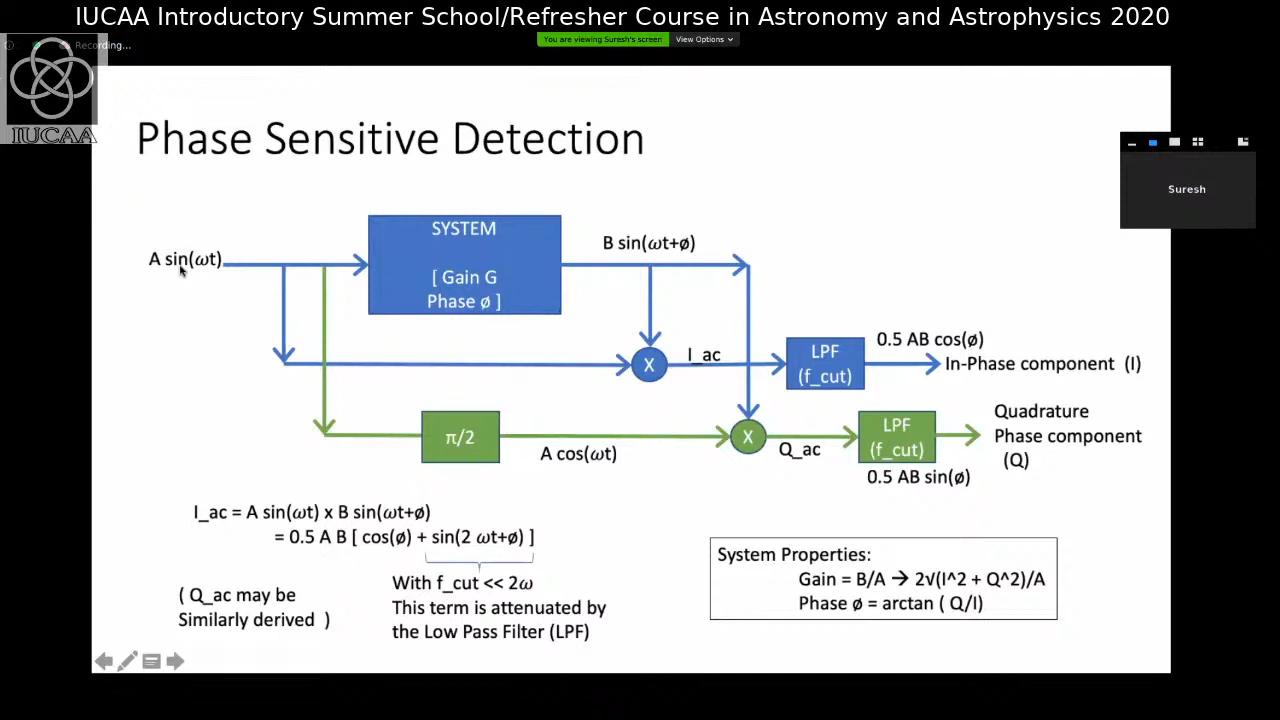 IUCAA Introductory Summer School/Refresher Course in Astronomy and Astrophysics 2020
You are viewing Suresh's screen
View Options
Recording...
IUCAA
Phase Sensitive Detection
Suresh
A sin(ωt)
SYSTEM
[ Gain G
Phase ø ]
B sin(ωt+ø)
X
I_ac
LPF
(f_cut)
0.5 AB cos(ø)
In-Phase component (I)
π/2
A cos(ωt)
X
Q_ac
LPF
(f_cut)
0.5 AB sin(ø)
Quadrature
Phase component
(Q)
I_ac = A sin(ωt) x B sin(ωt+ø)
= 0.5 A B [ cos(ø) + sin(2 ωt+ø) ]
With f_cut << 2ω
This term is attenuated by
the Low Pass Filter (LPF)
( Q_ac may be
Similarly derived )
System Properties:
Gain = B/A → 2√(I^2 + Q^2)/A
Phase ø = arctan ( Q/I)